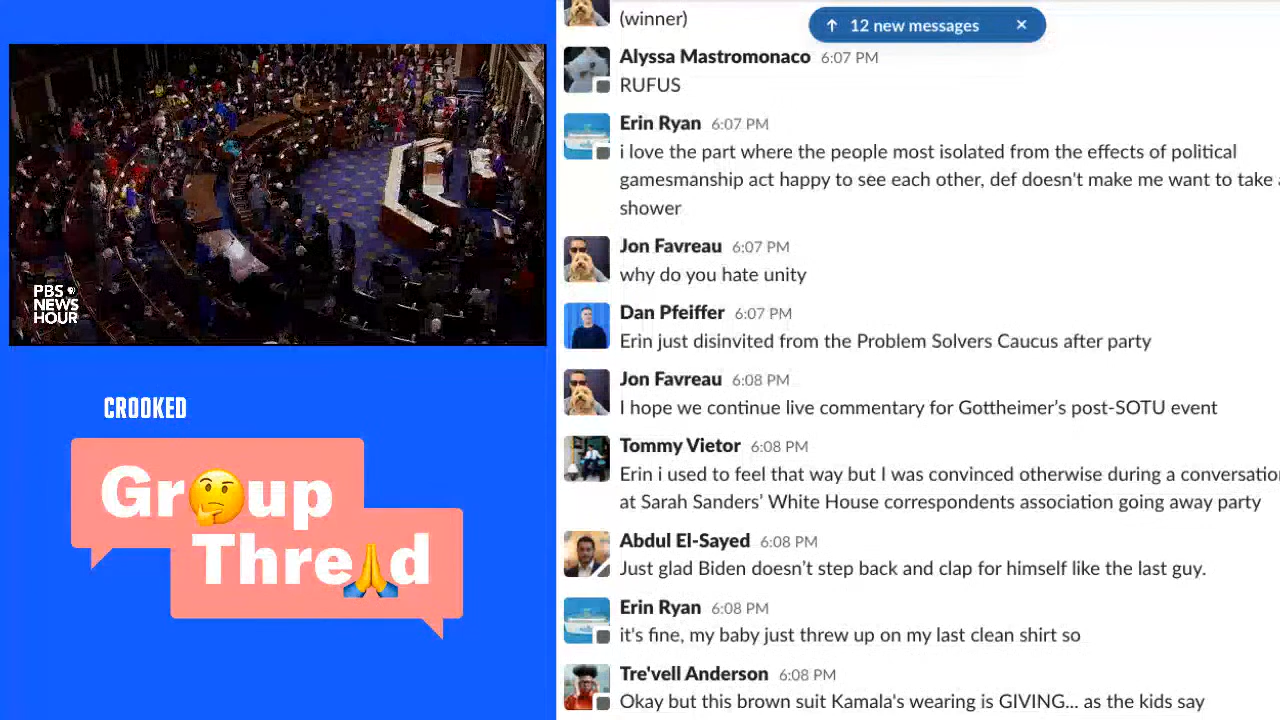 PBS
NEWS
HOUR
CROOKED
Gr🤔up
Thre🙏d
12 new messages
(winner)
Alyssa Mastromonaco 6:07 PM
RUFUS
Erin Ryan 6:07 PM
i love the part where the people most isolated from the effects of political
gamesmanship act happy to see each other, def doesn't make me want to take a
shower
Jon Favreau 6:07 PM
why do you hate unity
Dan Pfeiffer 6:07 PM
Erin just disinvited from the Problem Solvers Caucus after party
Jon Favreau 6:08 PM
I hope we continue live commentary for Gottheimer's post-SOTU event
Tommy Vietor 6:08 PM
Erin i used to feel that way but I was convinced otherwise during a conversation
at Sarah Sanders' White House correspondents association going away party
Abdul El-Sayed 6:08 PM
Just glad Biden doesn't step back and clap for himself like the last guy.
Erin Ryan 6:08 PM
it's fine, my baby just threw up on my last clean shirt so
Tre'vell Anderson 6:08 PM
Okay but this brown suit Kamala's wearing is GIVING... as the kids say